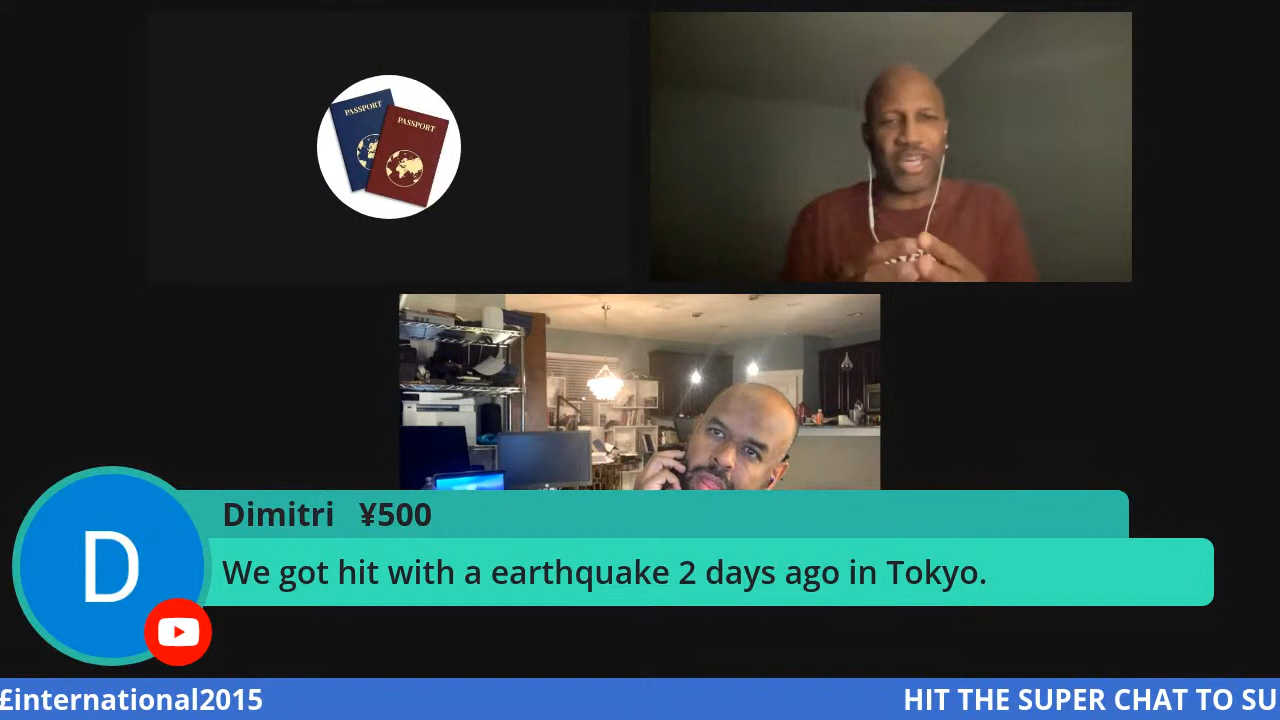 PASSPORT
PASSPORT
Dimitri ¥500
D
We got hit with a earthquake 2 days ago in Tokyo.
£international2015
HIT THE SUPER CHAT TO SU